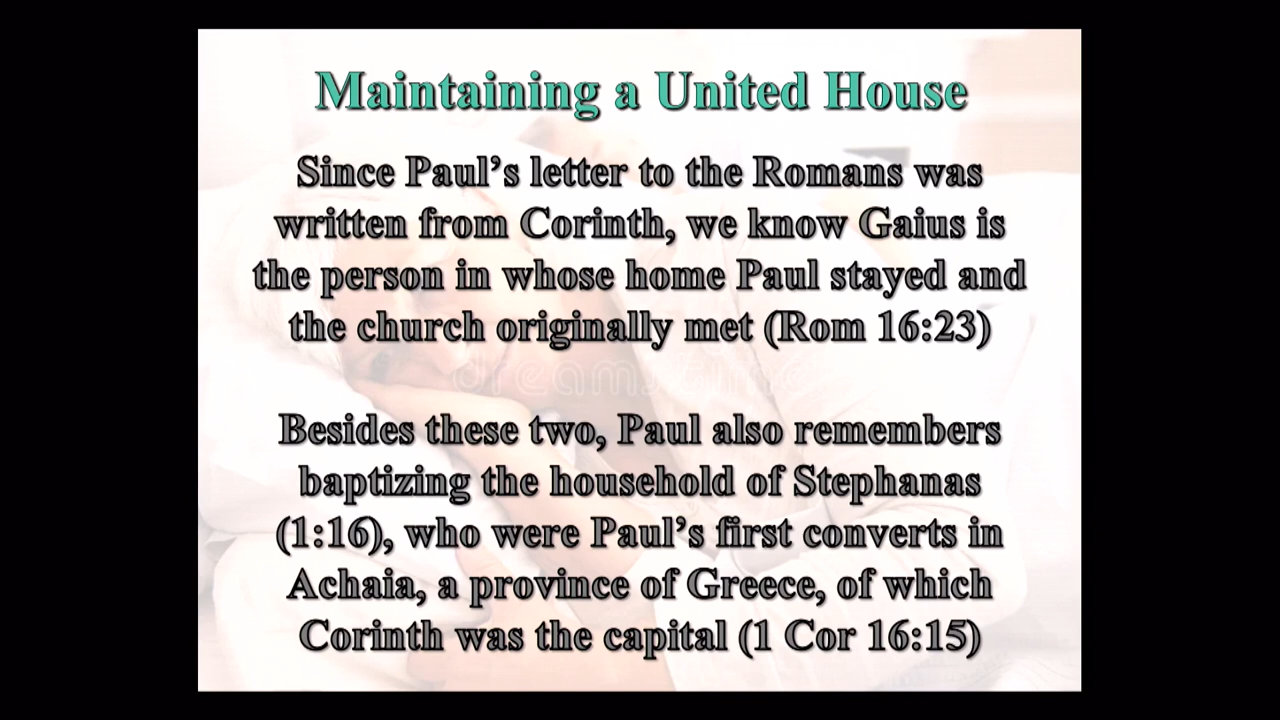 Maintaining a United House
Since Paul’s letter to the Romans was
written from Corinth, we know Gaius is
the person in whose home Paul stayed and
the church originally met (Rom 16:23)
dreamstime
Besides these two, Paul also remembers
baptizing the household of Stephanas
(1:16), who were Paul’s first converts in
Achaia, a province of Greece, of which
Corinth was the capital (1 Cor 16:15)